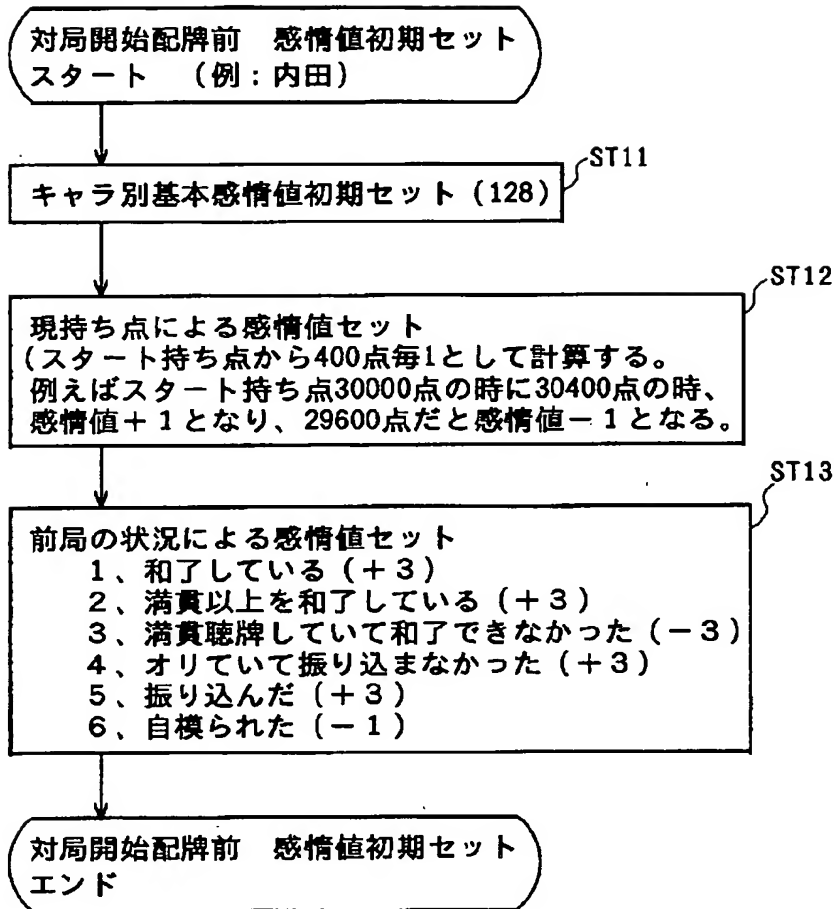 対局開始配牌前　感情値初期セット
スタート　（例：内田）
ST11
キャラ別基本感情値初期セット（128）
ST12
現持ち点による感情値セット
（スタート持ち点から400点毎1として計算する。
例えばスタート持ち点30000点の時に30400点の時、
感情値＋１となり、29600点だと感情値－１となる。
ST13
前局の状況による感情値セット
１、和了している（＋３）
２、満貫以上を和了している（＋３）
３、満貫聴牌していて和了できなかった（－３）
４、オリていて振り込まなかった（＋３）
５、振り込んだ（＋３）
６、自模られた（－１）
対局開始配牌前　感情値初期セット
エンド